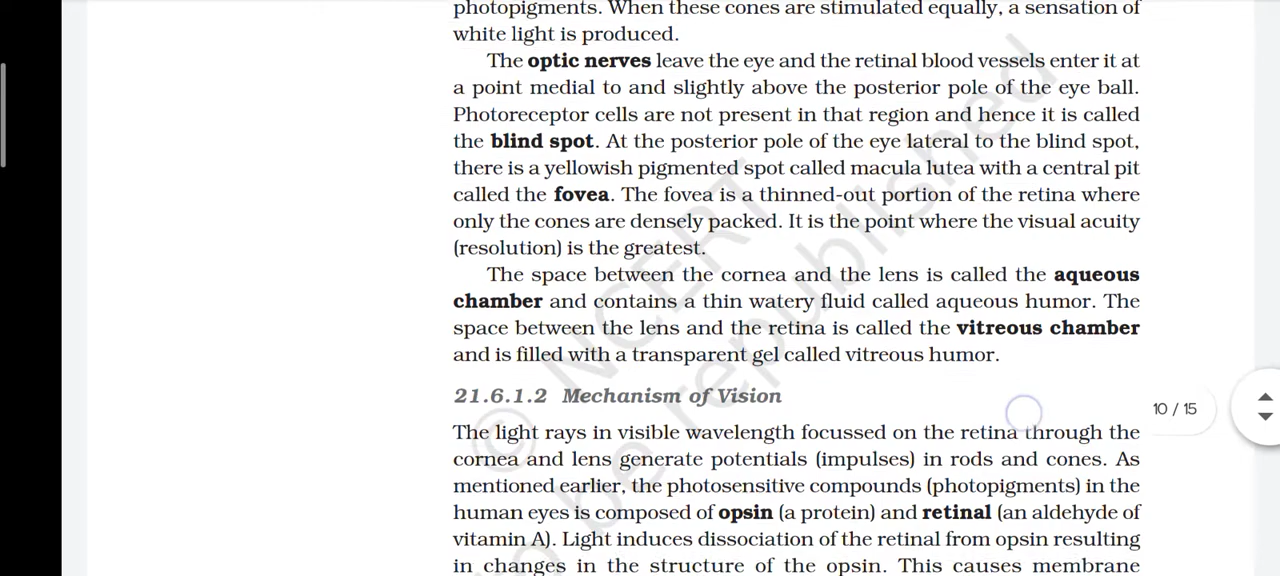 photopigments. When these cones are stimulated equally, a sensation of
white light is produced.
The optic nerves leave the eye and the retinal blood vessels enter it at
a point medial to and slightly above the posterior pole of the eye ball.
Photoreceptor cells are not present in that region and hence it is called
the blind spot. At the posterior pole of the eye lateral to the blind spot,
there is a yellowish pigmented spot called macula lutea with a central pit
called the fovea. The fovea is a thinned-out portion of the retina where
only the cones are densely packed. It is the point where the visual acuity
(resolution) is the greatest.
The space between the cornea and the lens is called the aqueous
chamber and contains a thin watery fluid called aqueous humor. The
space between the lens and the retina is called the vitreous chamber
and is filled with a transparent gel called vitreous humor.
21.6.1.2 Mechanism of Vision
10 / 15
The light rays in visible wavelength focussed on the retina through the
cornea and lens generate potentials (impulses) in rods and cones. As
mentioned earlier, the photosensitive compounds (photopigments) in the
human eyes is composed of opsin (a protein) and retinal (an aldehyde of
vitamin A). Light induces dissociation of the retinal from opsin resulting
in changes in the structure of the opsin. This causes membrane
© NCERT
be republished